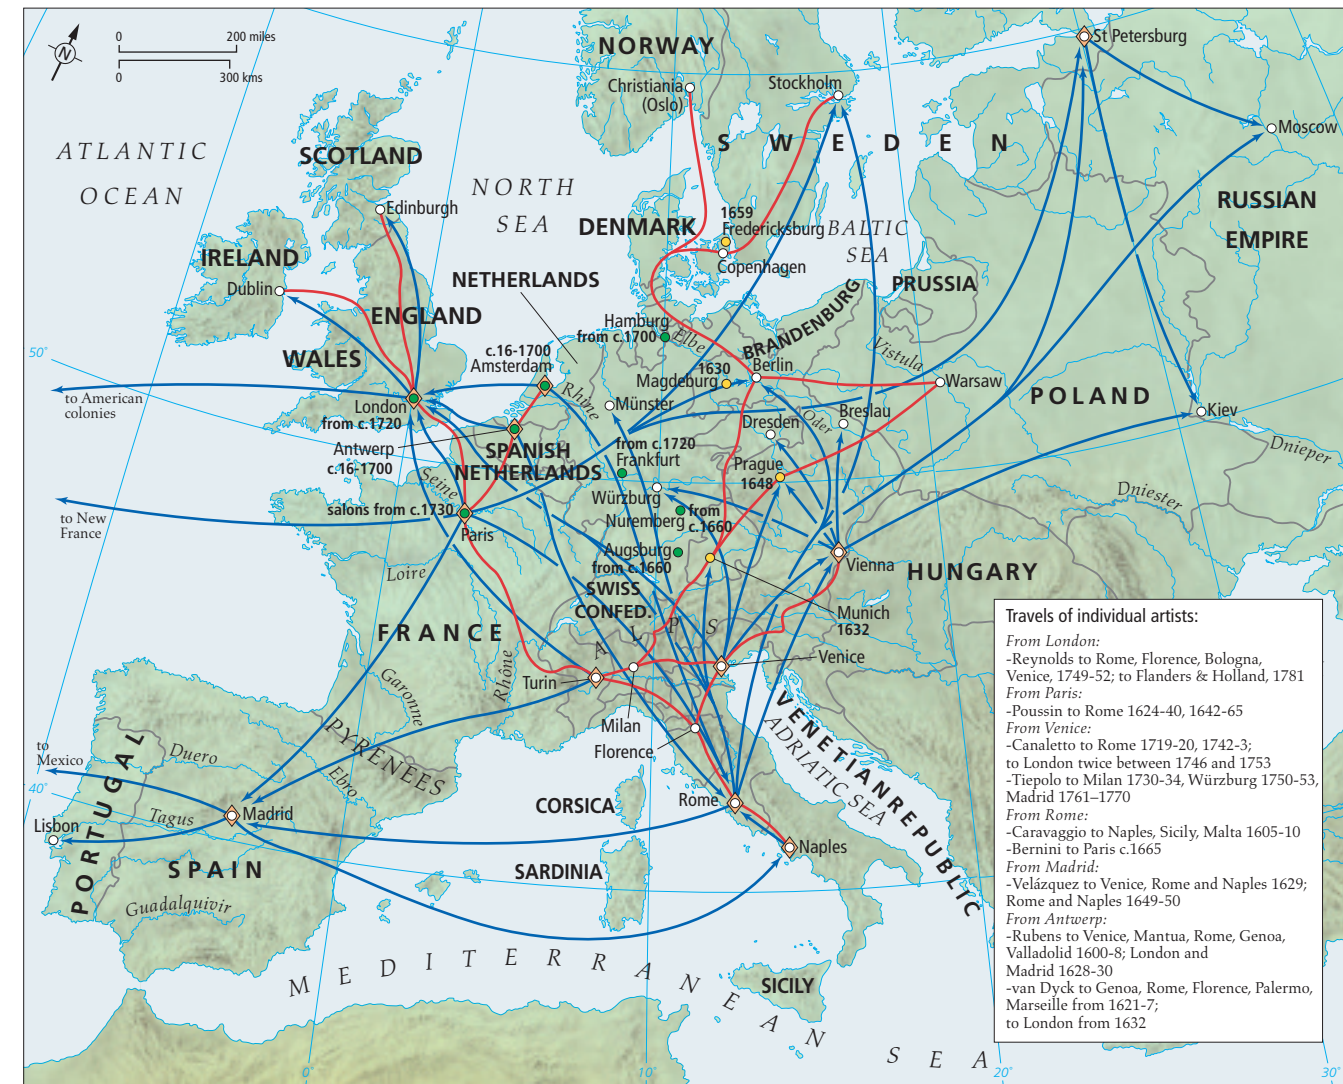 N
0
200 miles
0
300 kms
ATLANTIC
OCEAN
NORWAY
Christiania
(Oslo)
Stockholm
St Petersburg
Moscow
SWEDEN
SCOTLAND
Edinburgh
NORTH
SEA
DENMARK
1659
Fredericksburg
Copenhagen
BALTIC
SEA
RUSSIAN
EMPIRE
IRELAND
Dublin
ENGLAND
WALES
NETHERLANDS
PRUSSIA
BRANDENBURG
Hamburg
from c.1700
Elbe
c.16-1700
Amsterdam
Rhine
1630
Magdeburg
Berlin
Vistula
Warsaw
POLAND
50°
to American
colonies
London
from c.1720
Münster
Dresden
Oder
Breslau
Kiev
Dnieper
Antwerp
c.16-1700
SPANISH
NETHERLANDS
from c.1720
Frankfurt
Prague
1648
Dniester
Seine
salons from c.1730
Paris
Würzburg
Nuremberg
from
c.1660
to New
France
Augsburg
from c.1660
Vienna
HUNGARY
Loire
SWISS
CONFED.
Munich
1632
FRANCE
ALPS
Venice
Turin
Rhône
Milan
Florence
Garonne
PYRENEES
VENETIAN REPUBLIC
ADRIATIC SEA
PORTUGAL
to
Mexico
Duero
Ebro
40°
Lisbon
Tagus
Madrid
CORSICA
Rome
Naples
SPAIN
SARDINIA
Guadalquivir
MEDITERRANEAN SEA
SICILY
0°
10°
20°
30°
Travels of individual artists:
From London:
-Reynolds to Rome, Florence, Bologna,
Venice, 1749-52; to Flanders & Holland, 1781
From Paris:
-Poussin to Rome 1624-40, 1642-65
From Venice:
-Canaletto to Rome 1719-20, 1742-3;
to London twice between 1746 and 1753
-Tiepolo to Milan 1730-34, Würzburg 1750-53,
Madrid 1761–1770
From Rome:
-Caravaggio to Naples, Sicily, Malta 1605-10
-Bernini to Paris c.1665
From Madrid:
-Velázquez to Venice, Rome and Naples 1629;
Rome and Naples 1649-50
From Antwerp:
-Rubens to Venice, Mantua, Rome, Genoa,
Valladolid 1600-8; London and
Madrid 1628-30
-van Dyck to Genoa, Rome, Florence, Palermo,
Marseille from 1621-7;
to London from 1632